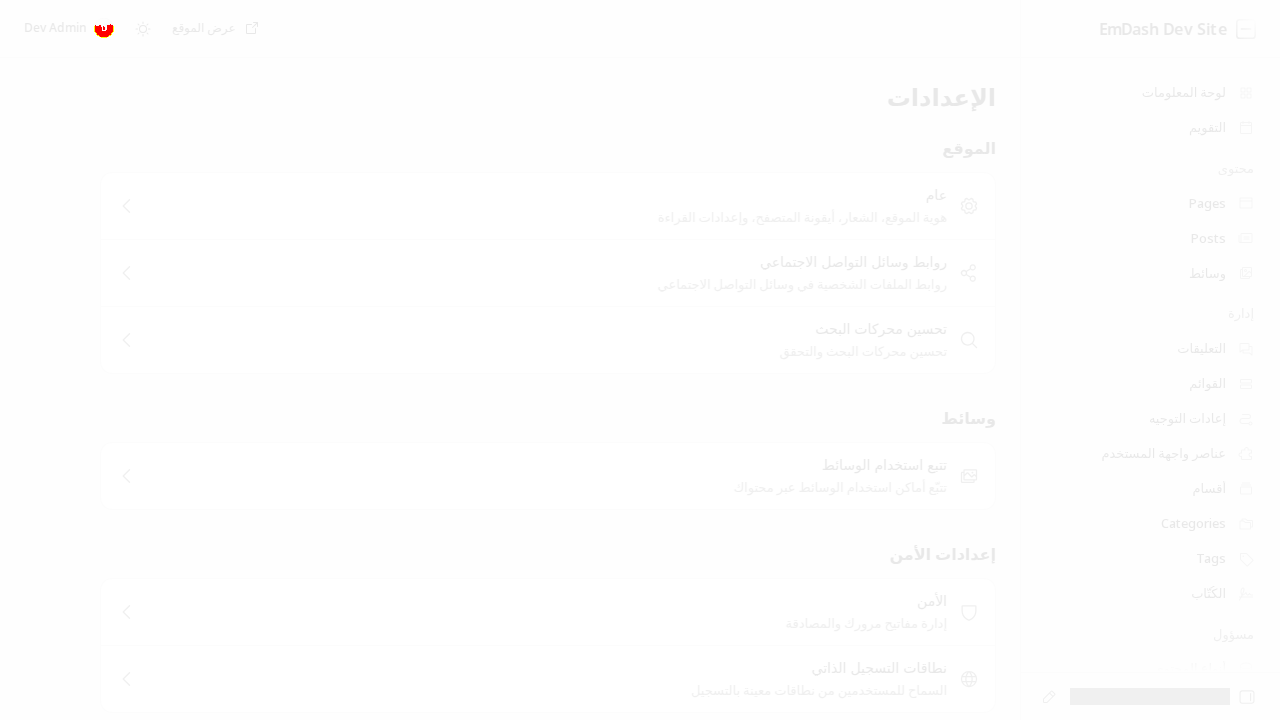 EmDash Dev Site
لوحة المعلومات
التقويم
محتوى
Pages
Posts
وسائط
إدارة
التعليقات
القوائم
إعادات التوجيه
عناصر واجهة المستخدم
أقسام
Categories
Tags
الكُتّاب
مسؤول
عرض الموقع
Dev Admin
الإعدادات
الموقع
عام
هوية الموقع، الشعار، أيقونة المتصفح، وإعدادات القراءة
روابط وسائل التواصل الاجتماعي
روابط الملفات الشخصية في وسائل التواصل الاجتماعي
تحسين محركات البحث
تحسين محركات البحث والتحقق
وسائط
تتبع استخدام الوسائط
تتبّع أماكن استخدام الوسائط عبر محتواك
إعدادات الأمن
الأمن
إدارة مفاتيح مرورك والمصادقة
نطاقات التسجيل الذاتي
السماح للمستخدمين من نطاقات معينة بالتسجيل